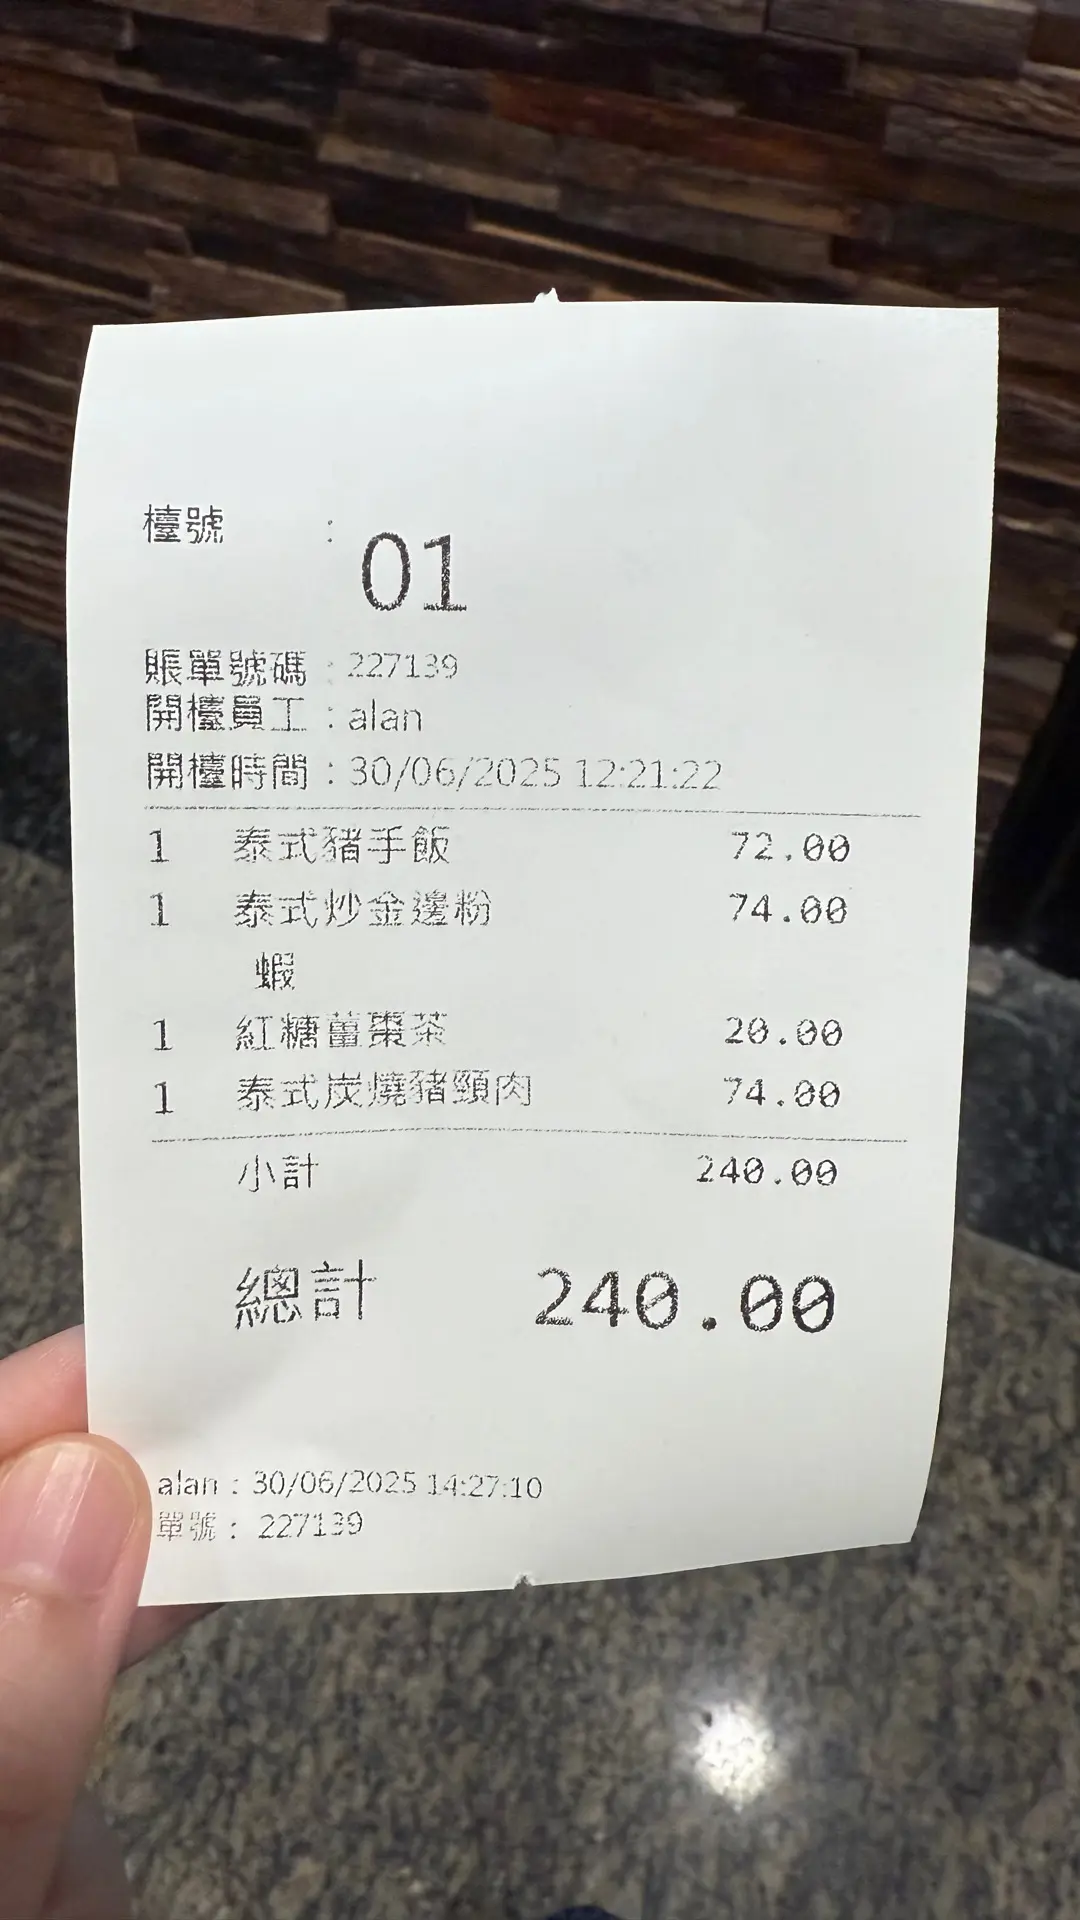 檯號 : 01
賬單號碼 : 227139
開檯員工 : alan
開檯時間 : 30/06/2025 12:21:22
1 泰式豬手飯 72.00
1 泰式炒金邊粉 74.00
蝦
1 紅糖薑棗茶 20.00
1 泰式炭燒豬頸肉 74.00
小計 240.00
總計 240.00
alan : 30/06/2025 14:27:10
單號 : 227139